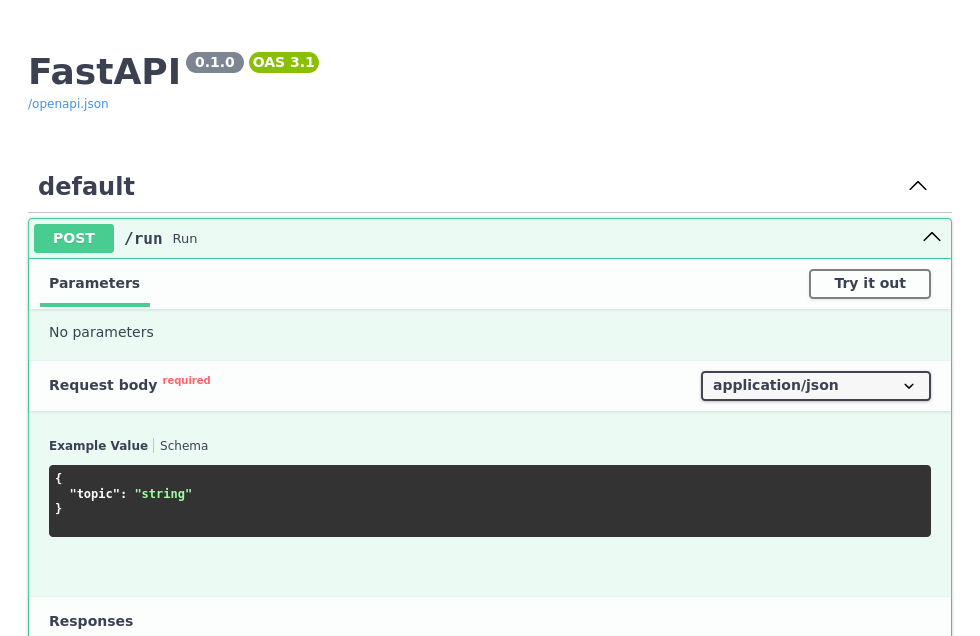 FastAPI 0.1.0 OAS 3.1
/openapi.json
default
POST /run Run
Parameters Try it out
No parameters
Request body required application/json
Example Value Schema
{
  "topic": "string"
}
Responses